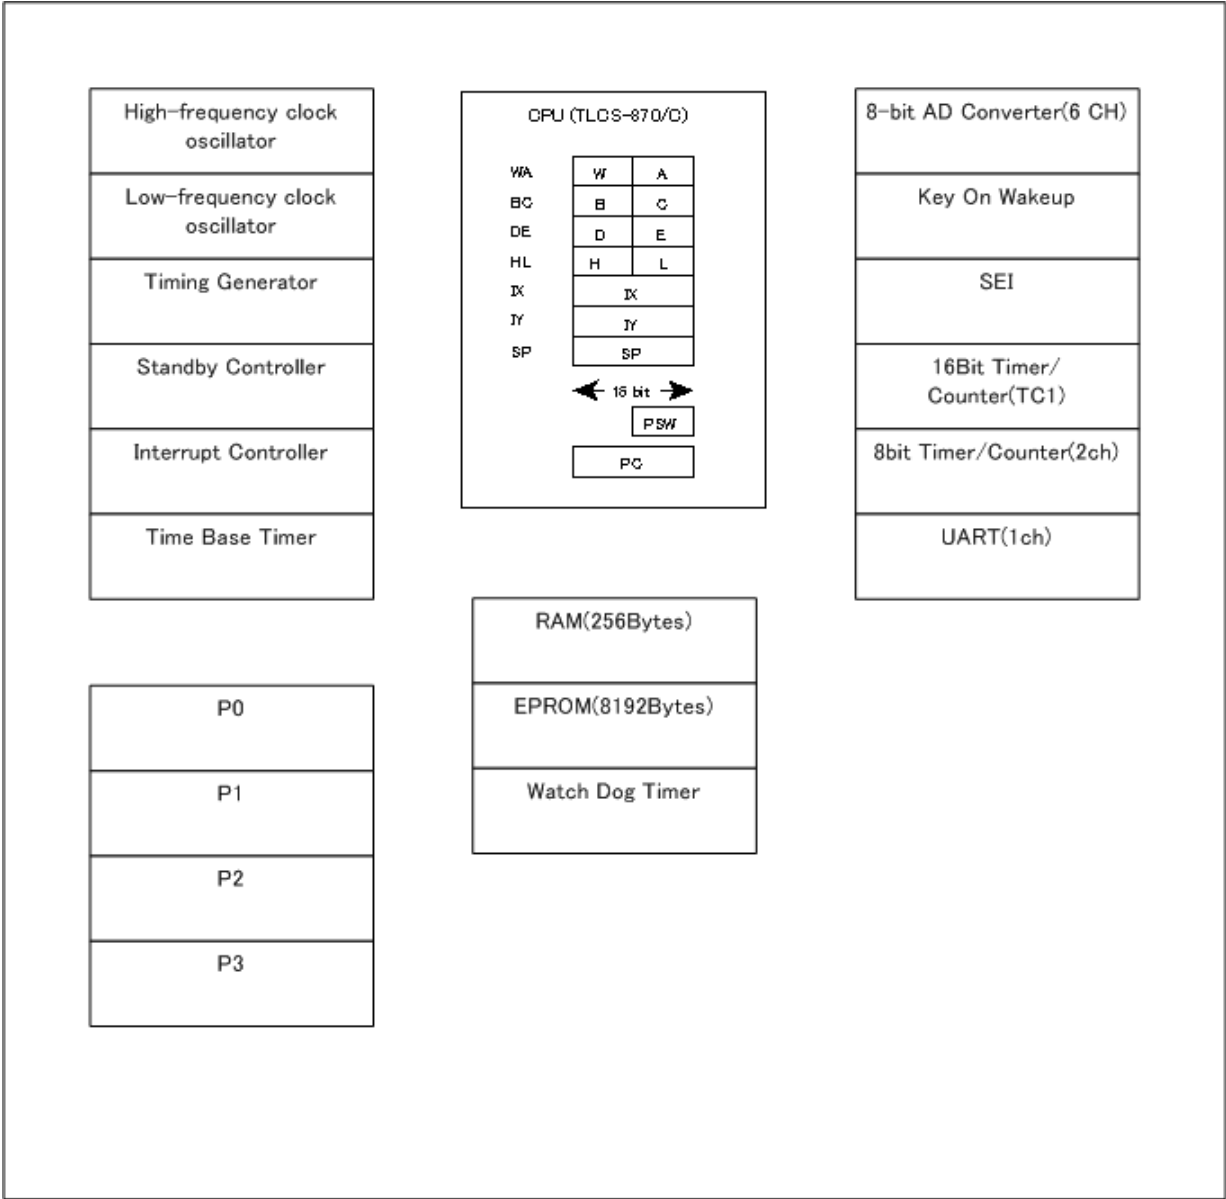 High-frequency clock
oscillator
Low-frequency clock
oscillator
Timing Generator
Standby Controller
Interrupt Controller
Time Base Timer
P0
P1
P2
P3
CPU (TLCS-870/C)
WA W A
BC B C
DE D E
HL H L
IX IX
IY IY
SP SP
16 bit
PSW
PC
RAM(256Bytes)
EPROM(8192Bytes)
Watch Dog Timer
8-bit AD Converter(6 CH)
Key On Wakeup
SEI
16Bit Timer/
Counter(TC1)
8bit Timer/Counter(2ch)
UART(1ch)